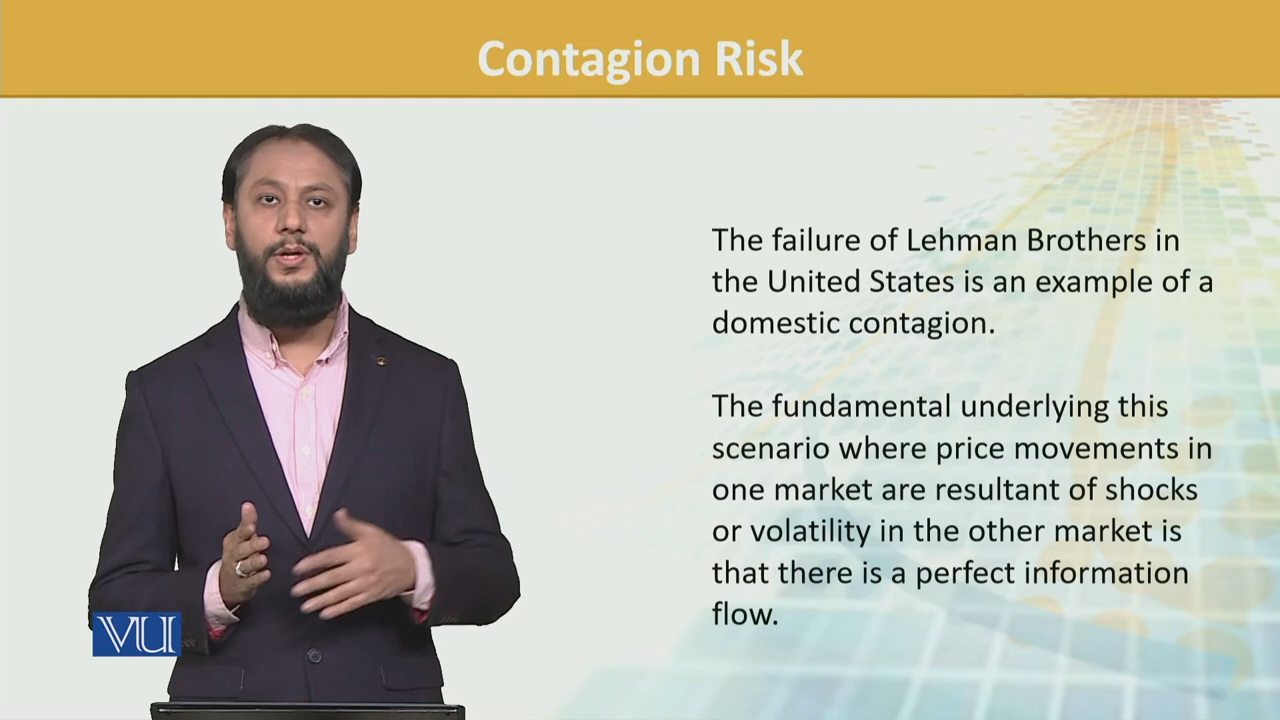 Contagion Risk
The failure of Lehman Brothers in
the United States is an example of a
domestic contagion.
The fundamental underlying this
scenario where price movements in
one market are resultant of shocks
or volatility in the other market is
that there is a perfect information
flow.
VU